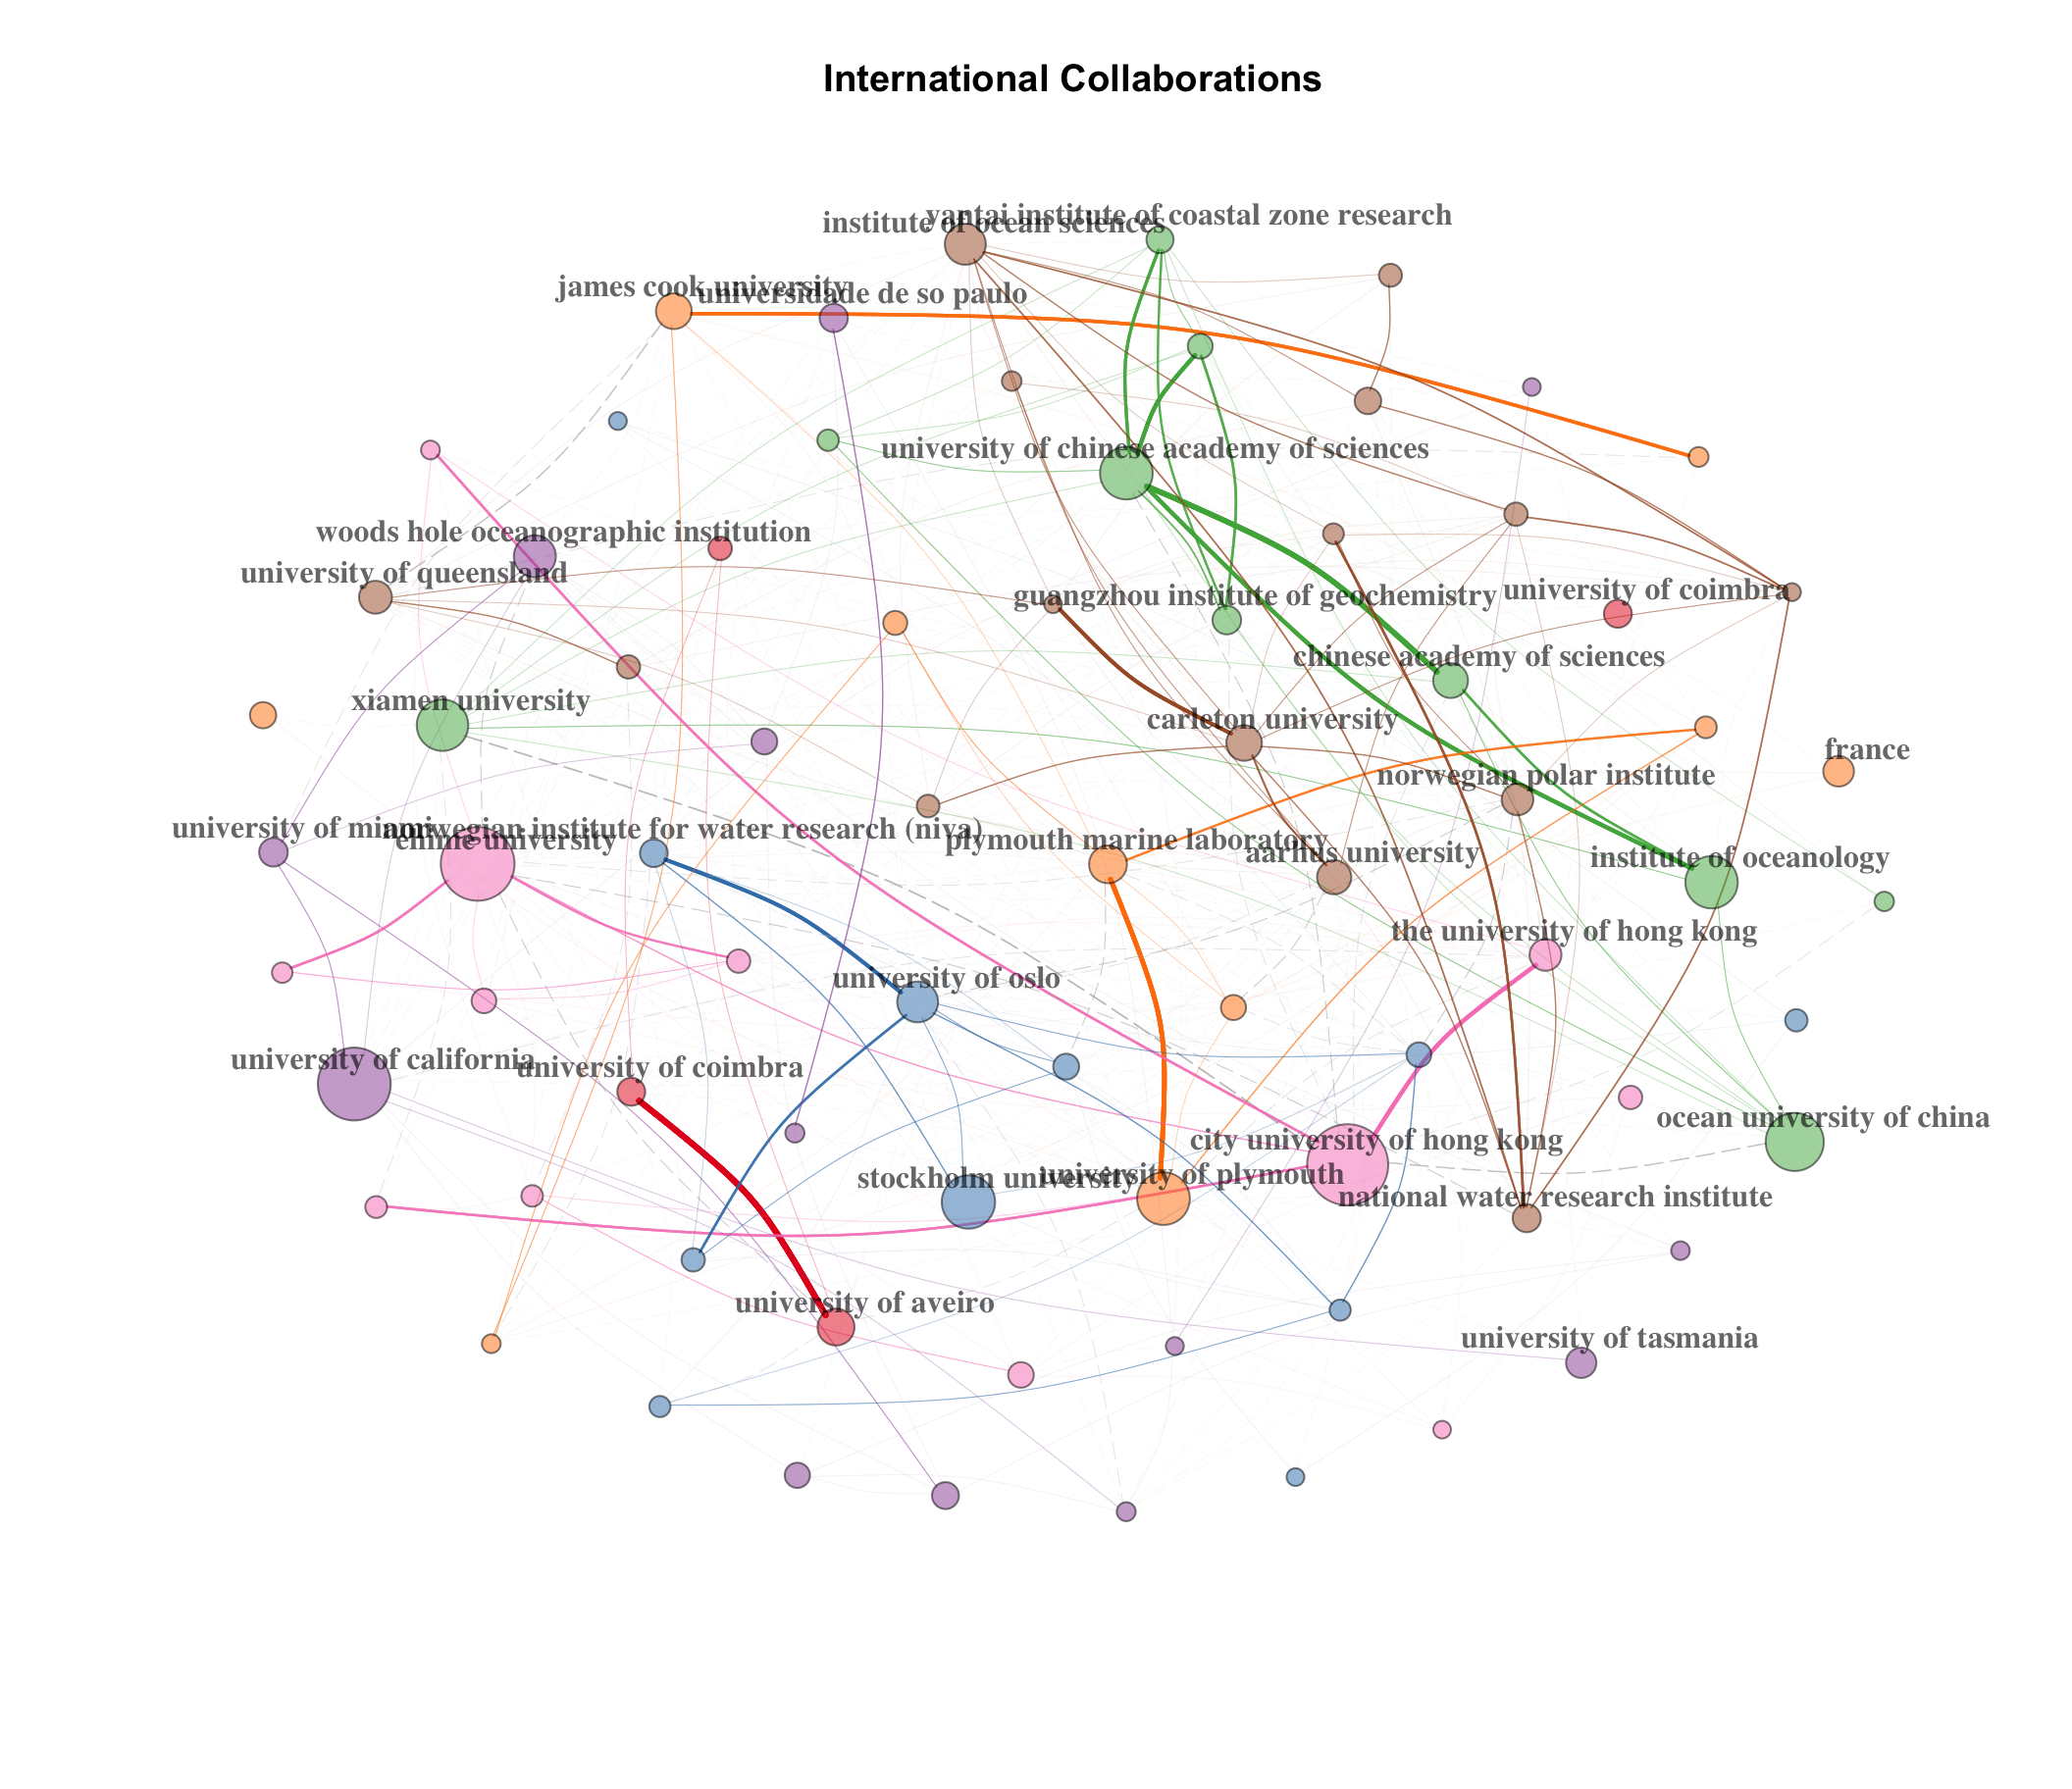 International Collaborations
yantai institute of coastal zone research
institute of ocean sciences
james cook university
universidade de so paulo
university of chinese academy of sciences
woods hole oceanographic institution
university of queensland
guangzhou institute of geochemistry
university of coimbra
chinese academy of sciences
xiamen university
carleton university
france
norwegian polar institute
university of miami
norwegian institute for water research (niva)
university
plymouth marine laboratory
aarhus university
institute of oceanology
the university of hong kong
university of oslo
university of california
university of coimbra
ocean university of china
city university of hong kong
stockholm university
university of plymouth
national water research institute
university of aveiro
university of tasmania